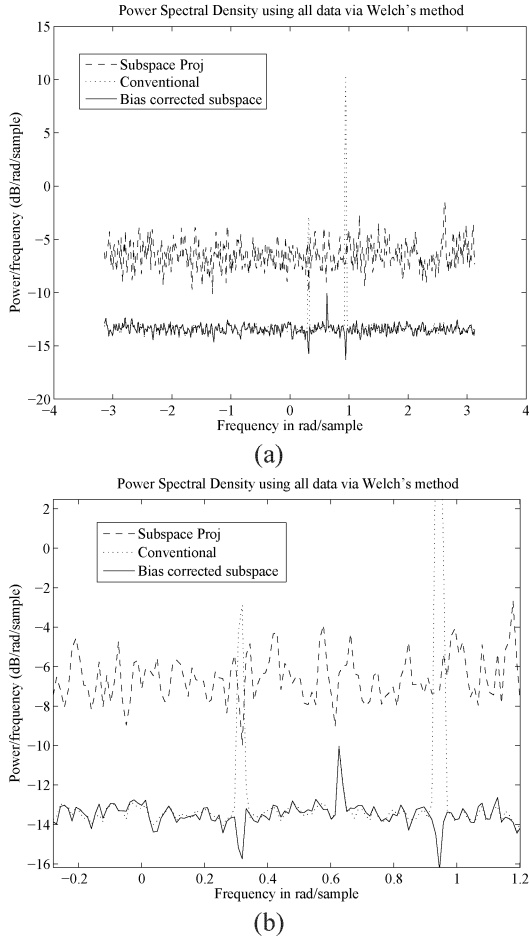 Power Spectral Density using all data via Welch's method
15
10
5
0
−5
−10
−15
−20
Power/frequency (dB/rad/sample)
Subspace Proj
Conventional
Bias corrected subspace
−4 −3 −2 −1 0 1 2 3 4
Frequency in rad/sample
(a)
Power Spectral Density using all data via Welch's method
2
0
−2
−4
−6
−8
−10
−12
−14
−16
Power/frequency (dB/rad/sample)
Subspace Proj
Conventional
Bias corrected subspace
−0.2 0 0.2 0.4 0.6 0.8 1 1.2
Frequency in rad/sample
(b)